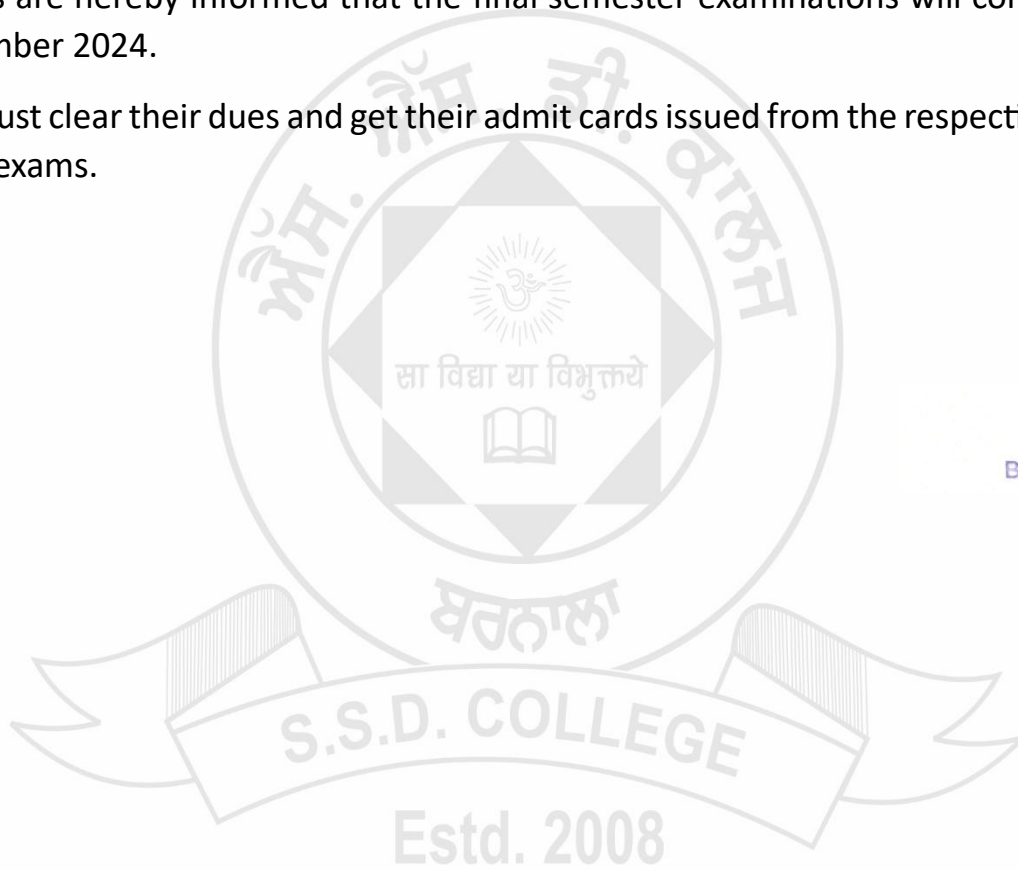 are hereby informed that the final semester examinations will
mber 2024.
ust clear their dues and get their admit cards issued from the
exams.
ਐੱਸ. ਐੱਸ. ਡੀ. ਕਾਲਜ
सा विद्या या विभुक्तये
ਬਰਨਾਲਾ
S.S.D. COLLEGE
Estd. 2008
B